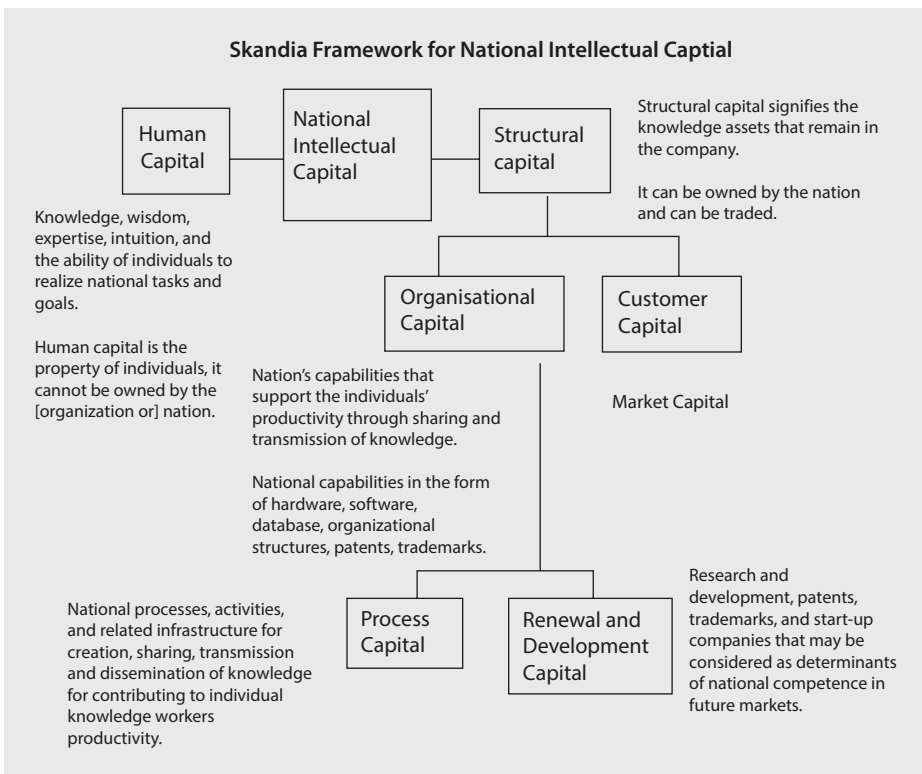 Skandia Framework for National Intellectual Captial
Human
Capital
National
Intellectual
Capital
Structural
capital
Structural capital signifies the
knowledge assets that remain in
the company.
It can be owned by the nation
and can be traded.
Knowledge, wisdom,
expertise, intuition, and
the ability of individuals to
realize national tasks and
goals.
Human capital is the
property of individuals, it
cannot be owned by the
[organization or] nation.
Organisational
Capital
Customer
Capital
Nation’s capabilities that
support the individuals’
productivity through sharing and
transmission of knowledge.
National capabilities in the form
of hardware, software,
database, organizational
structures, patents, trademarks.
Market Capital
National processes, activities,
and related infrastructure for
creation, sharing, transmission
and dissemination of knowledge
for contributing to individual
knowledge workers
productivity.
Process
Capital
Renewal and
Development
Capital
Research and
development, patents,
trademarks, and start-up
companies that may be
considered as determinants
of national competence in
future markets.